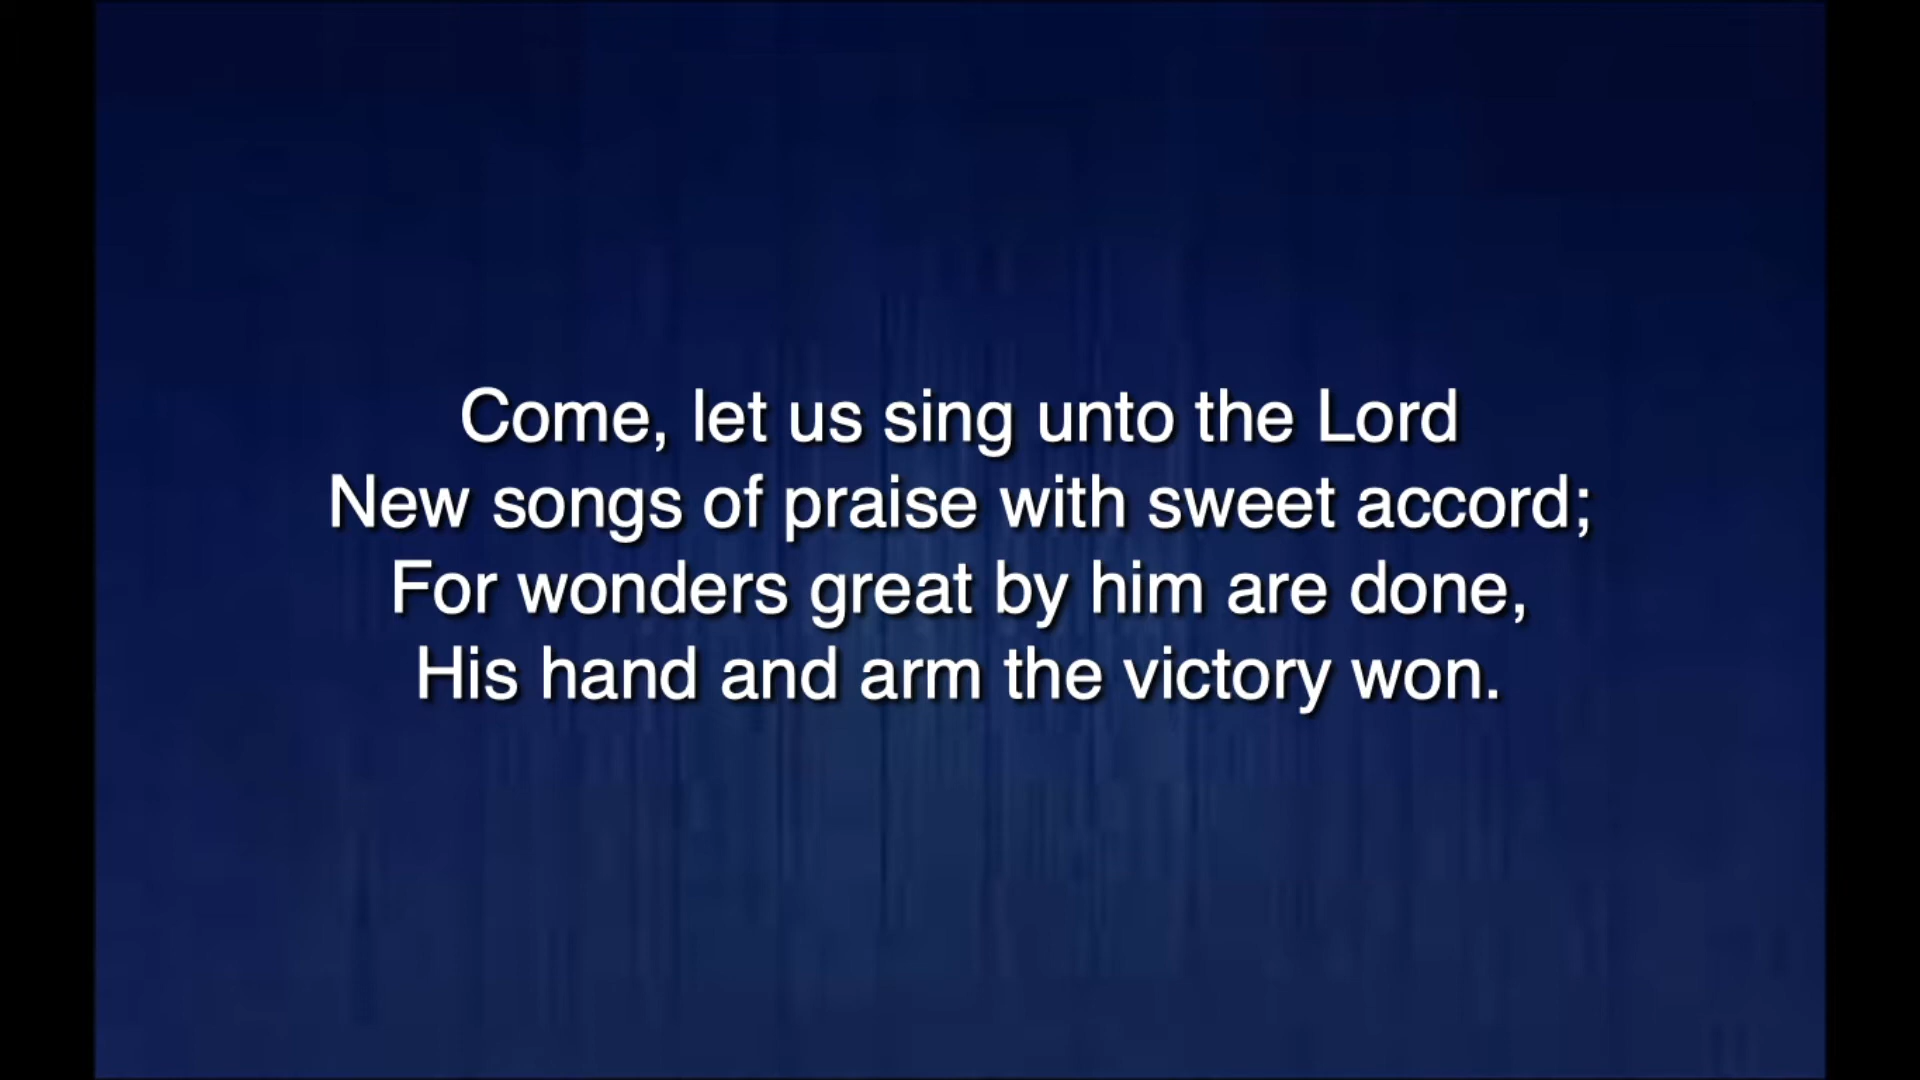 Come, let us sing unto the Lord
New songs of praise with sweet accord;
For wonders great by him are done,
His hand and arm the victory won.